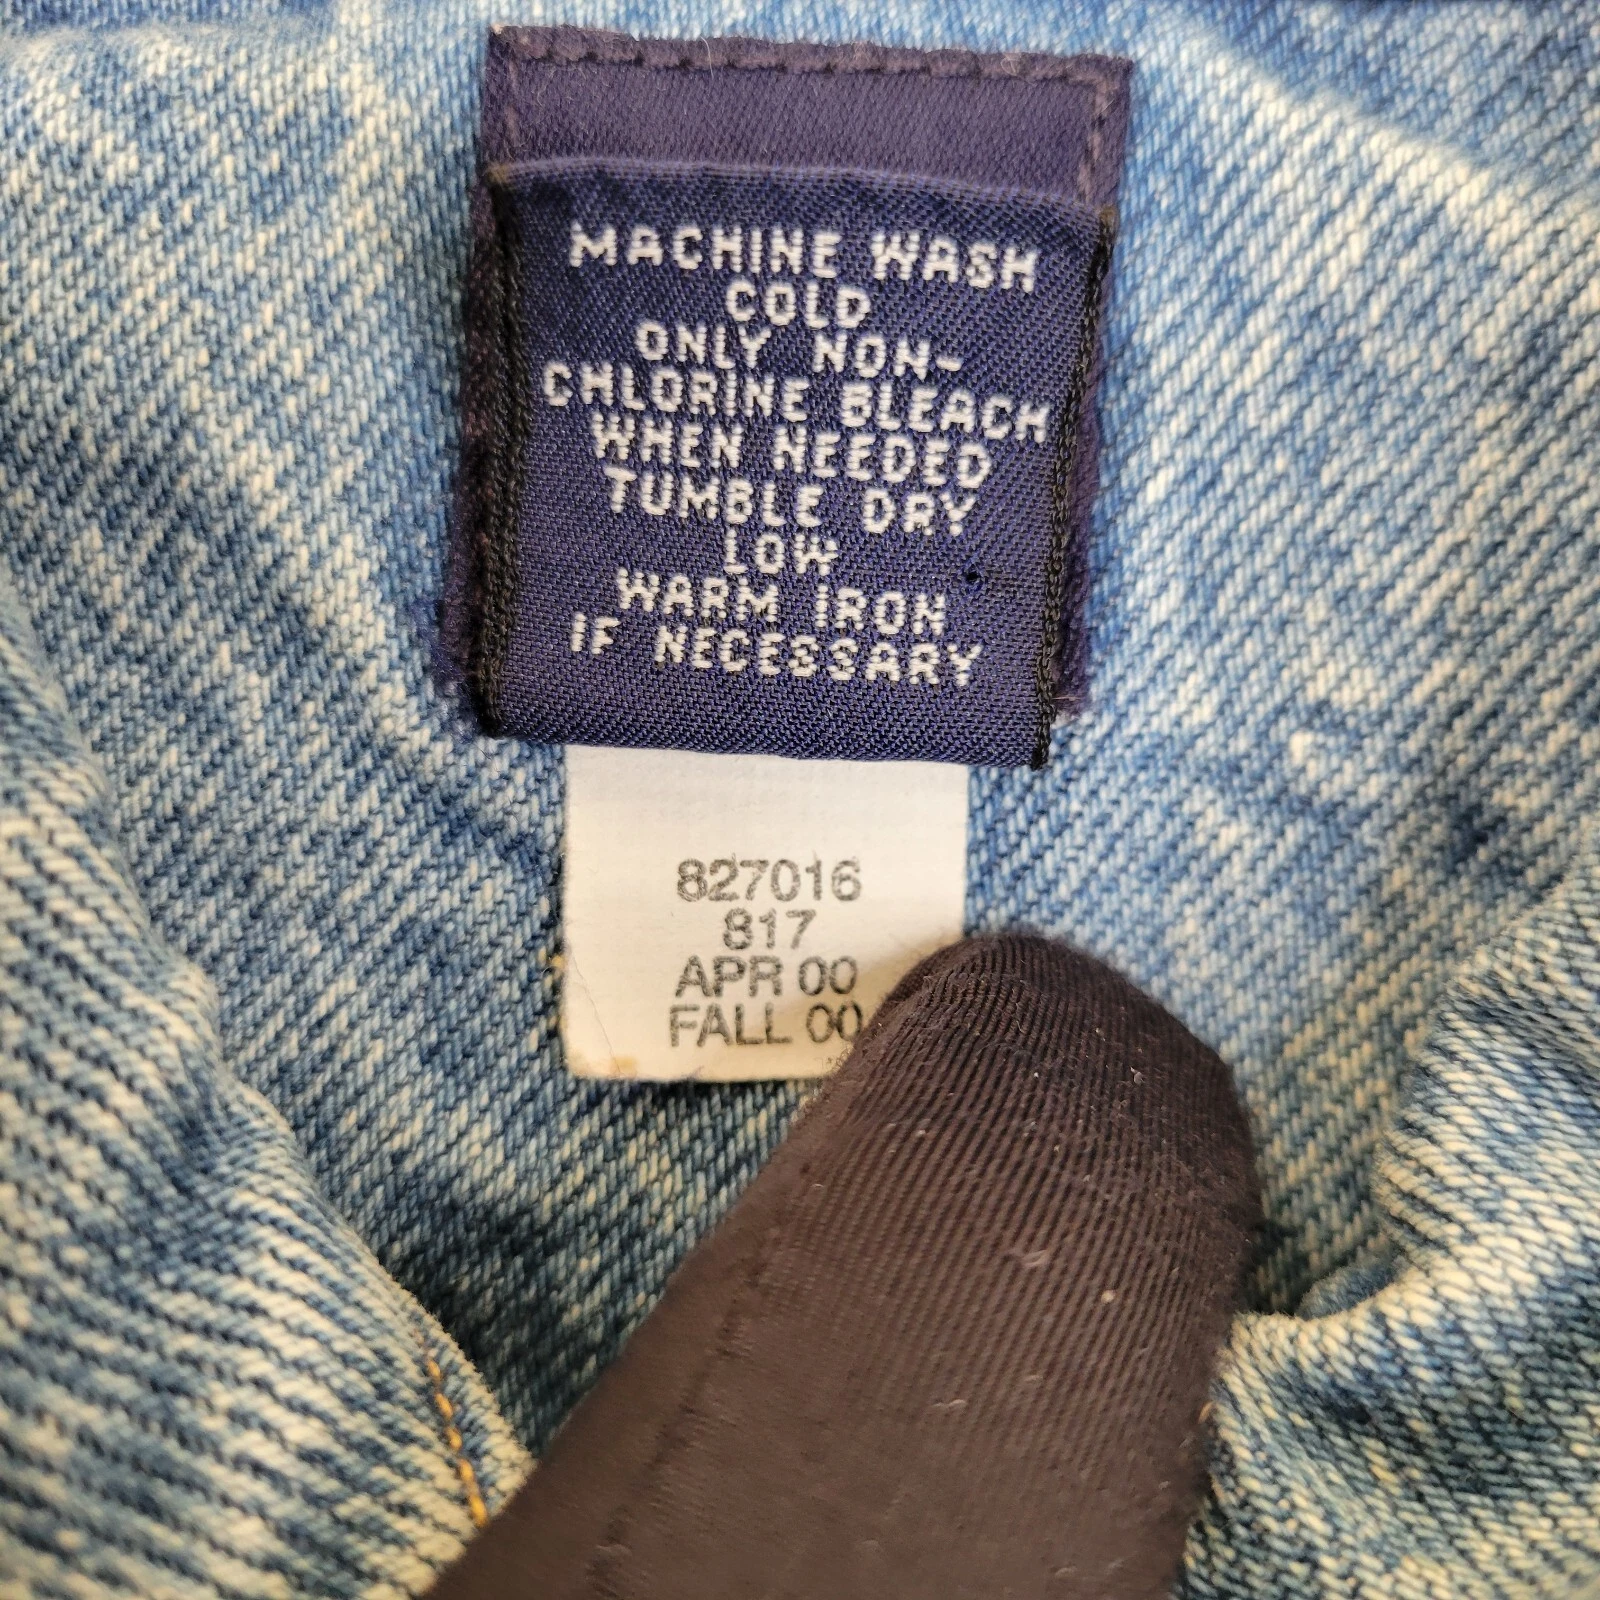 MACHINE WASH
COLD
ONLY NON-
CHLORINE BLEACH
WHEN NEEDED
TUMBLE DRY
LOW
WARM IRON
IF NECESSARY
827016
817
APR 00
FALL 00